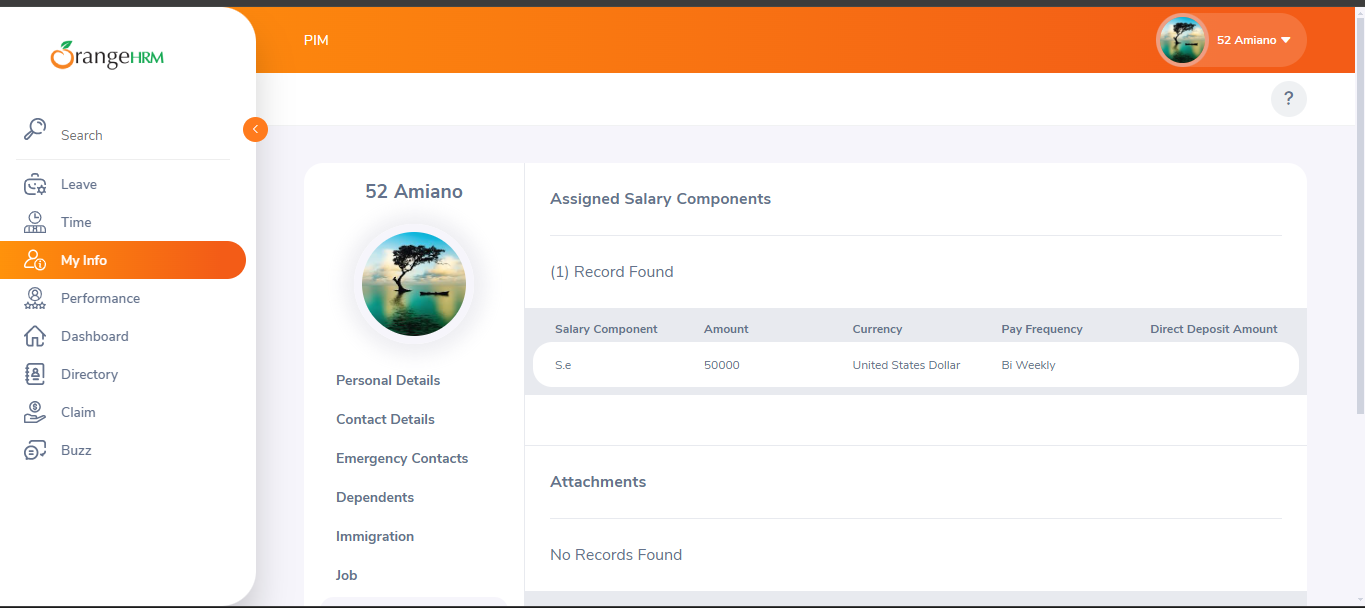 OrangeHRM
PIM
52 Amiano
?
Search
Leave
Time
My Info
Performance
Dashboard
Directory
Claim
Buzz
52 Amiano
Personal Details
Contact Details
Emergency Contacts
Dependents
Immigration
Job
Assigned Salary Components
(1) Record Found
Salary Component Amount Currency Pay Frequency Direct Deposit Amount
S.e 50000 United States Dollar Bi Weekly
Attachments
No Records Found